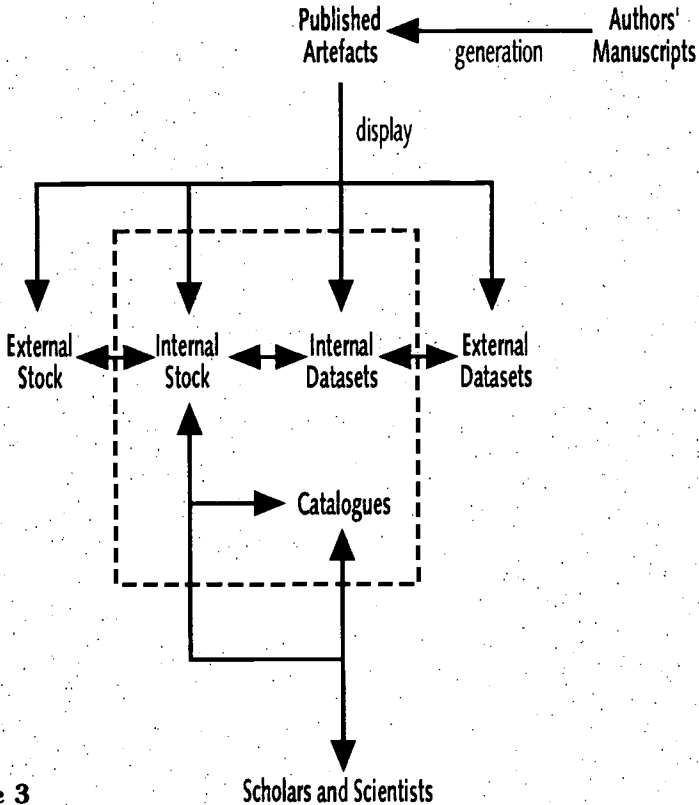 Published
Artefacts
Authors'
Manuscripts
generation
display
External
Stock
Internal
Stock
Internal
Datasets
External
Datasets
Catalogues
e 3
Scholars and Scientists